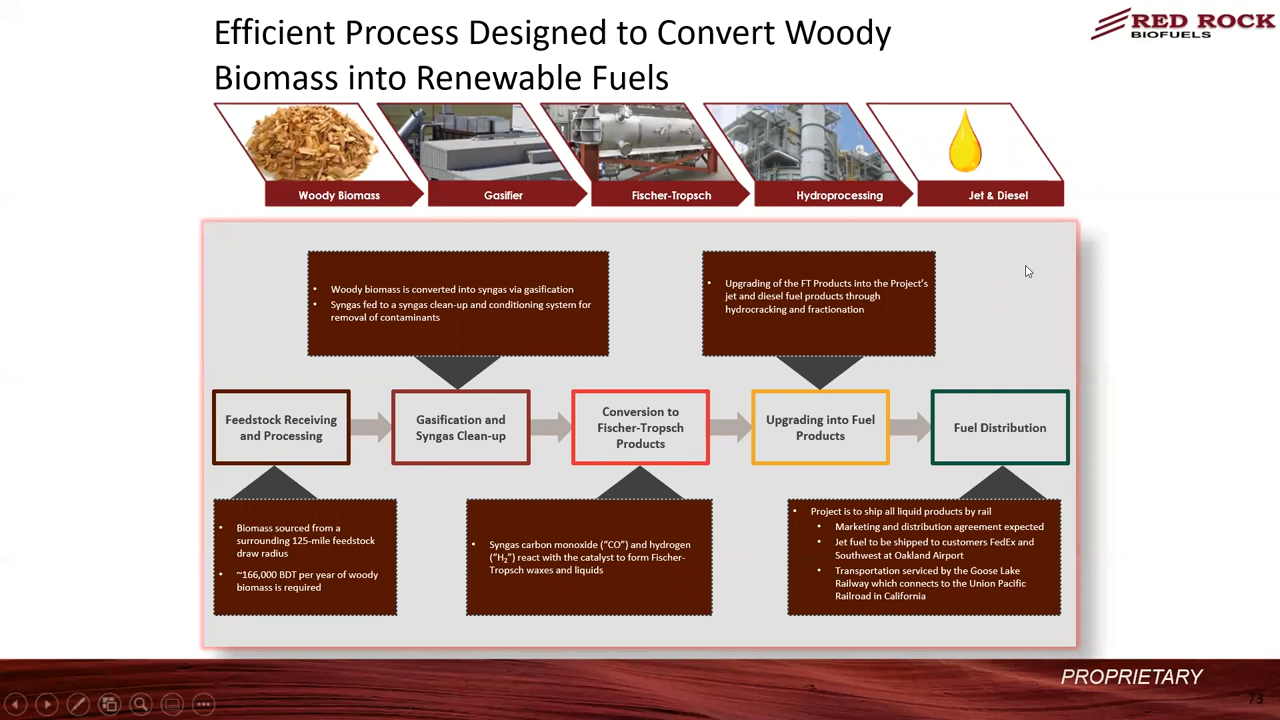 Efficient Process Designed to Convert Woody
Biomass into Renewable Fuels
RED ROCK
BIOFUELS
Woody Biomass
Gasifier
Fischer-Tropsch
Hydroprocessing
Jet & Diesel
• Woody biomass is converted into syngas via gasification
• Syngas fed to a syngas clean-up and conditioning system for
removal of contaminants
• Upgrading of the FT Products into the Project's
jet and diesel fuel products through
hydrocracking and fractionation
Feedstock Receiving
and Processing
Gasification and
Syngas Clean-up
Conversion to
Fischer-Tropsch
Products
Upgrading into Fuel
Products
Fuel Distribution
• Biomass sourced from a
surrounding 125-mile feedstock
draw radius
• ~166,000 BDT per year of woody
biomass is required
• Syngas carbon monoxide ("CO") and hydrogen
("H₂") react with the catalyst to form Fischer-
Tropsch waxes and liquids
• Project is to ship all liquid products by rail
• Marketing and distribution agreement expected
• Jet fuel to be shipped to customers FedEx and
Southwest at Oakland Airport
• Transportation serviced by the Goose Lake
Railway which connects to the Union Pacific
Railroad in California
PROPRIETARY
73